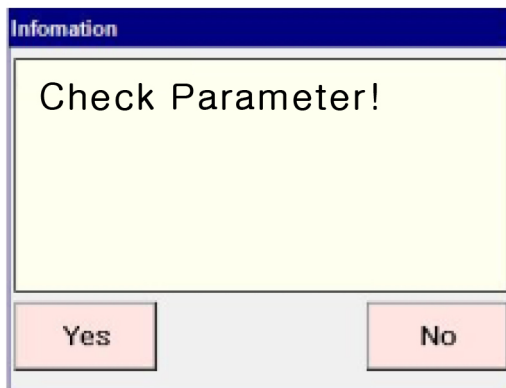 Infomation
Check Parameter!
Yes
No